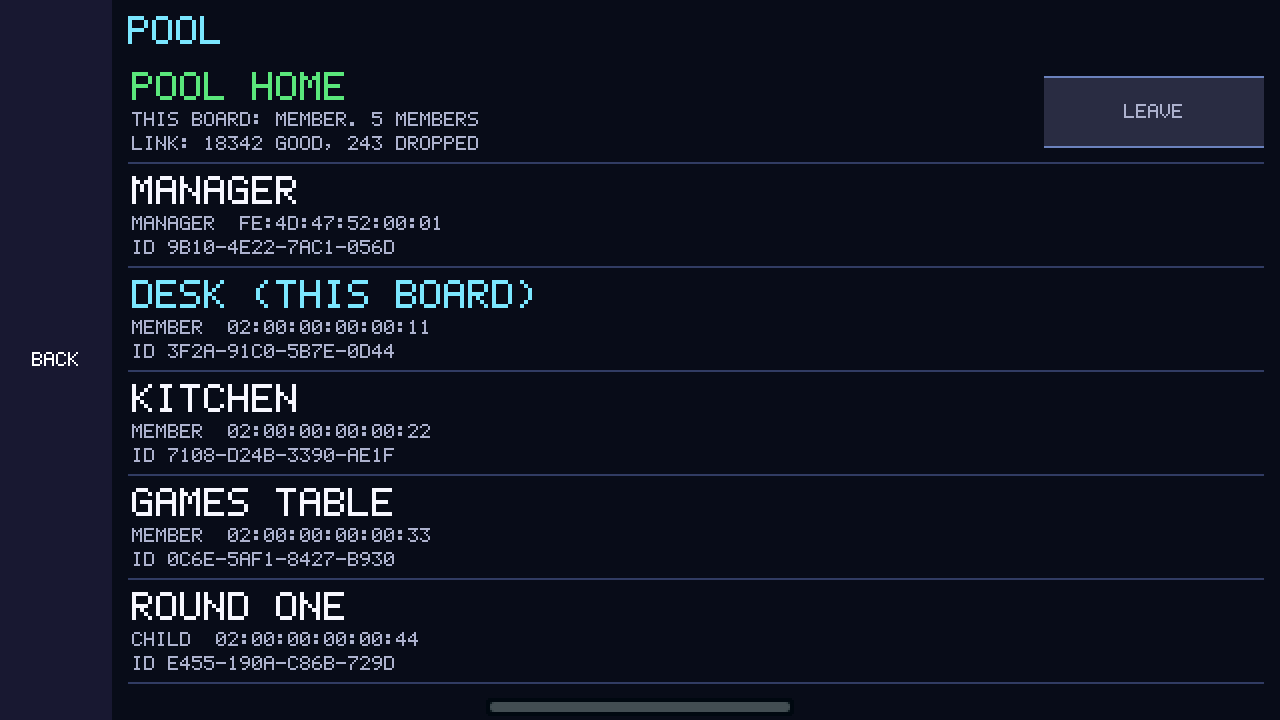 POOL
POOL HOME
THIS BOARD: MEMBER. 5 MEMBERS
LINK: 18342 GOOD, 243 DROPPED
LEAVE
MANAGER
MANAGER  FE:4D:47:52:00:01
ID 9B10-4E22-7AC1-056D
DESK (THIS BOARD)
MEMBER  02:00:00:00:00:11
ID 3F2A-91C0-5B7E-0D44
BACK
KITCHEN
MEMBER  02:00:00:00:00:22
ID 7108-D24B-3390-AE1F
GAMES TABLE
MEMBER  02:00:00:00:00:33
ID 0C6E-5AF1-8427-B930
ROUND ONE
CHILD  02:00:00:00:00:44
ID E455-190A-C86B-729D